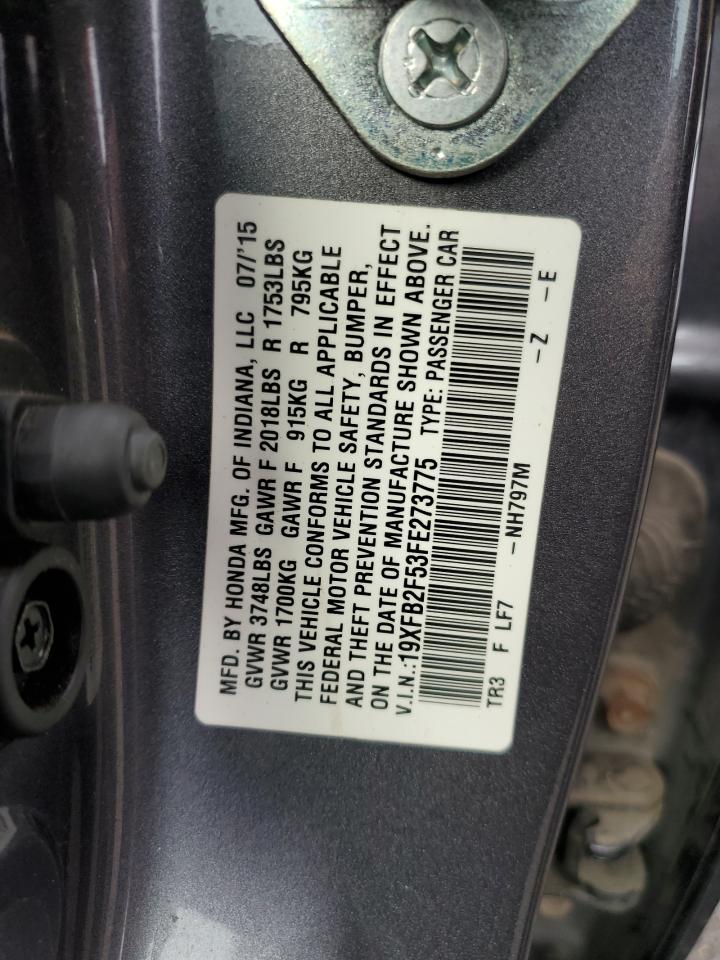 MFD. BY HONDA MFG. OF INDIANA, LLC 07/'15
GVWR 3748LBS GAWR F 2018LBS R 1753LBS
GVWR 1700KG GAWR F 915KG R 795KG
THIS VEHICLE CONFORMS TO ALL APPLICABLE
FEDERAL MOTOR VEHICLE SAFETY, BUMPER,
AND THEFT PREVENTION STANDARDS IN EFFECT
ON THE DATE OF MANUFACTURE SHOWN ABOVE.
V.I.N.:19XFB2F53FE273775 TYPE: PASSENGER CAR
TR3 F LF7 -NH797M -Z -E